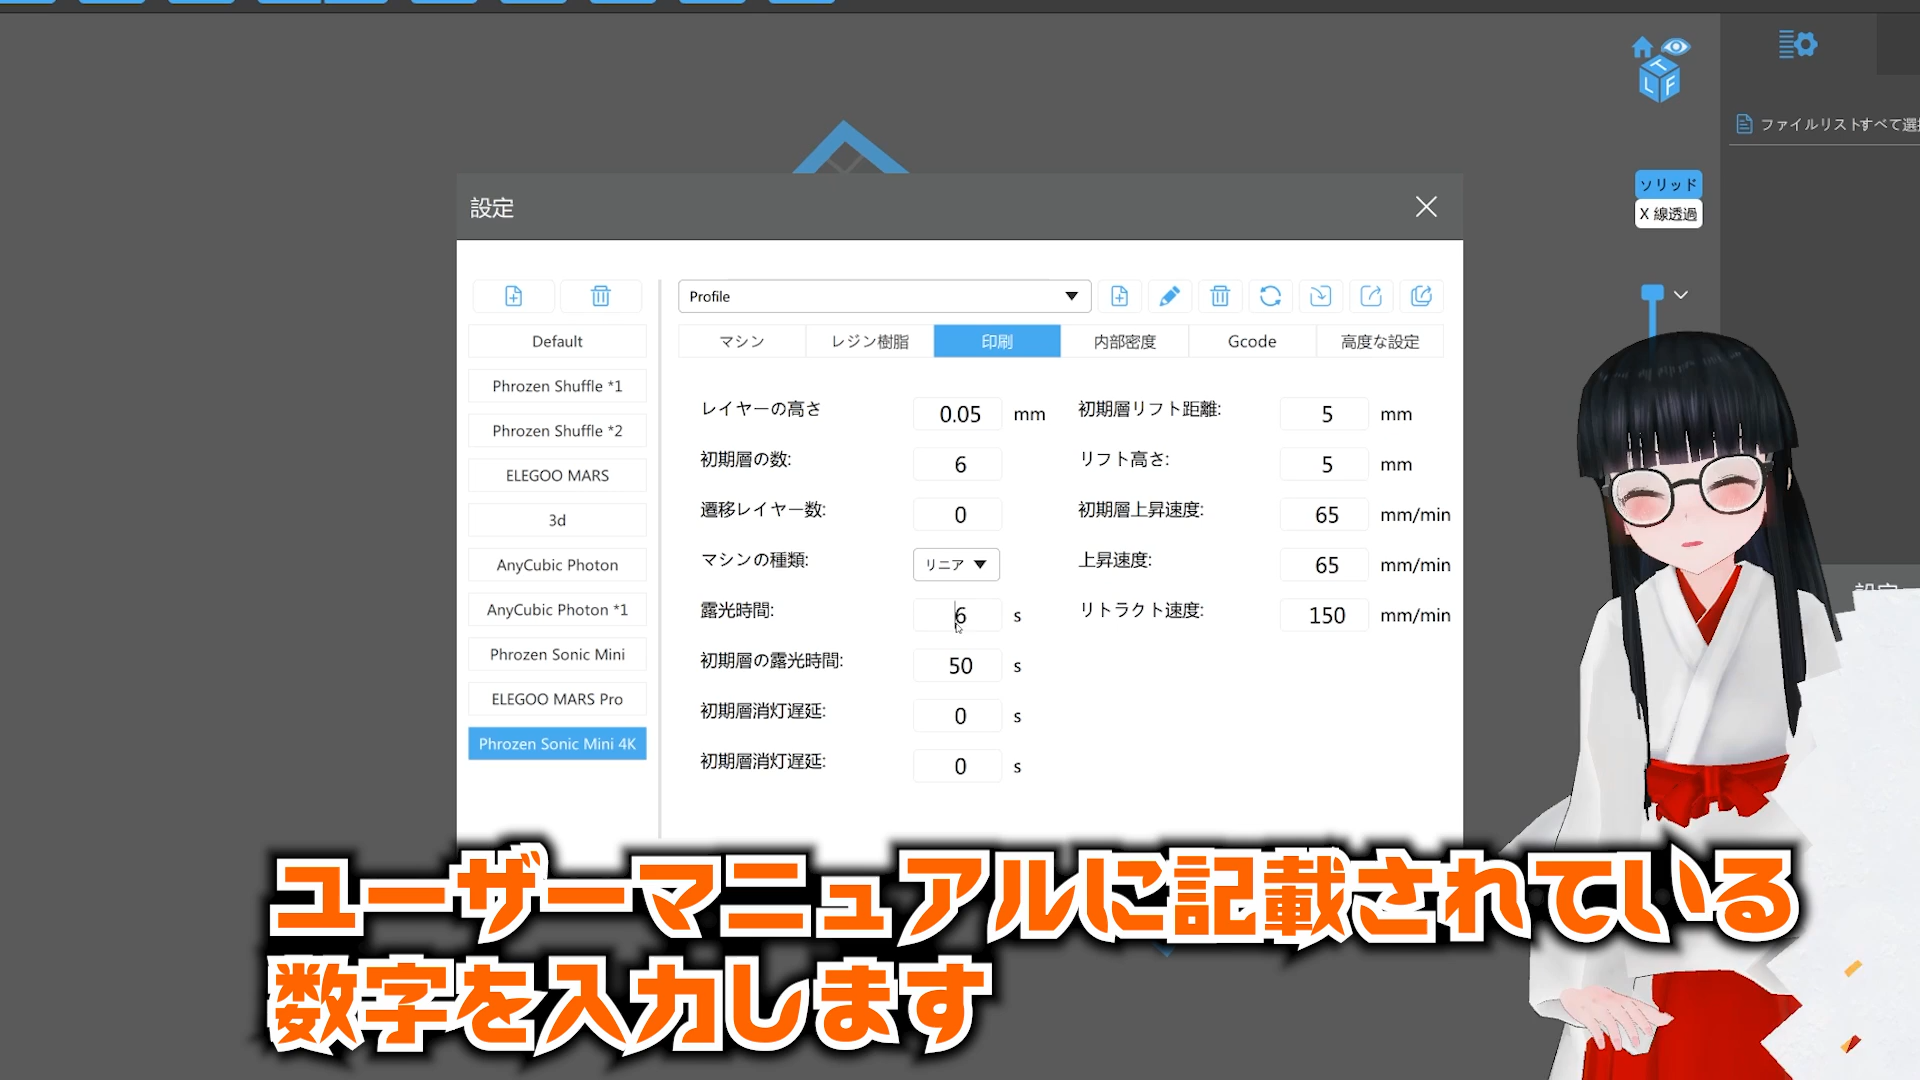 T
L F
ファイルリスト すべて選
ソリッド
X 線透過
設定
Profile
マシン レジン樹脂 印刷 内部密度 Gcode 高度な設定
Default
Phrozen Shuffle *1
Phrozen Shuffle *2
ELEGOO MARS
3d
AnyCubic Photon
AnyCubic Photon *1
Phrozen Sonic Mini
ELEGOO MARS Pro
Phrozen Sonic Mini 4K
レイヤーの高さ 0.05 mm
初期層の数: 6
遷移レイヤー数: 0
マシンの種類: リニア
露光時間: 6 s
初期層の露光時間: 50 s
初期層消灯遅延: 0 s
初期層消灯遅延: 0 s
初期層リフト距離: 5 mm
リフト高さ: 5 mm
初期層上昇速度: 65 mm/min
上昇速度: 65 mm/min
リトラクト速度: 150 mm/min
ユーザーマニュアルに記載されている
数字を入力します